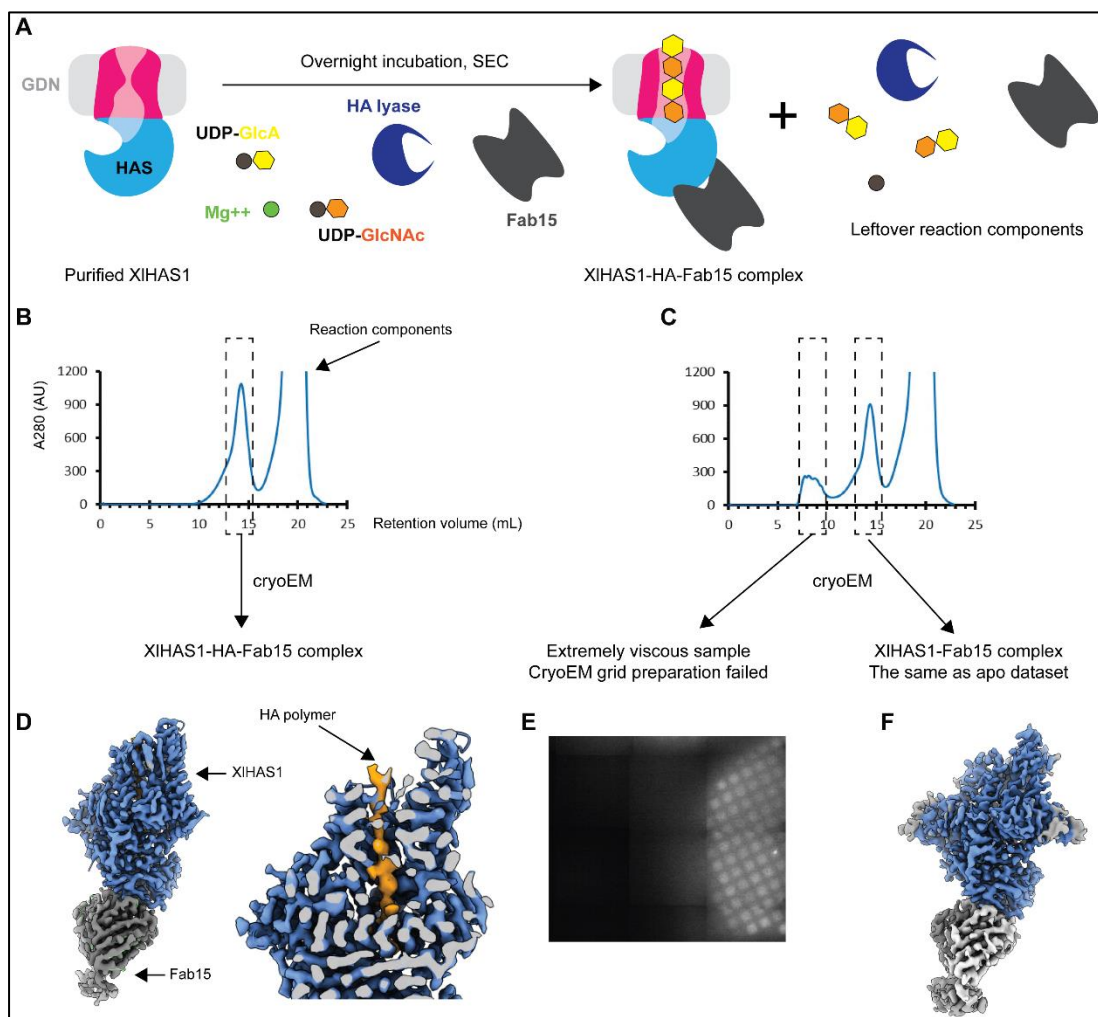 A
GDN
HAS
Purified XlHAS1
Overnight incubation, SEC
UDP-GlcA
HA lyase
Mg++
UDP-GlcNAc
Fab15
XlHAS1-HA-Fab15 complex
+
Leftover reaction components
B
Reaction components
A280 (AU)
1200
900
600
300
0
0 5 10 15 20 25
Retention volume (mL)
cryoEM
XlHAS1-HA-Fab15 complex
C
1200
900
600
300
0
0 5 10 15 20 25
cryoEM
Extremely viscous sample
CryoEM grid preparation failed
XlHAS1-Fab15 complex
The same as apo dataset
D
XlHAS1
Fab15
HA polymer
E
F